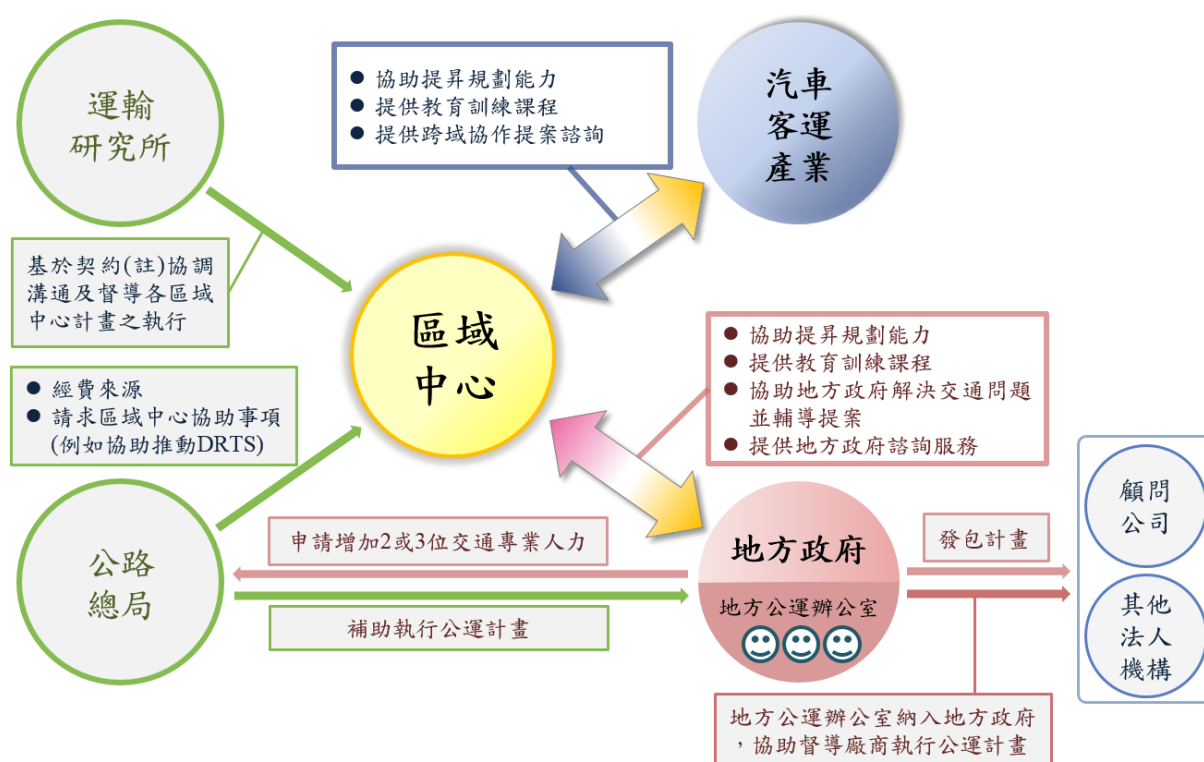 運輸
研究所
● 協助提昇規劃能力
● 提供教育訓練課程
● 提供跨域協作提案諮詢
汽車
客運
產業
基於契約(註)協調
溝通及督導各區域
中心計畫之執行
區域
中心
● 經費來源
● 請求區域中心協助事項
(例如協助推動DRTS)
● 協助提昇規劃能力
● 提供教育訓練課程
● 協助地方政府解決交通問題
並輔導提案
● 提供地方政府諮詢服務
公路
總局
申請增加2或3位交通專業人力
補助執行公運計畫
地方政府
地方公運辦公室
發包計畫
顧問
公司
其他
法人
機構
地方公運辦公室納入地方政府
，協助督導廠商執行公運計畫